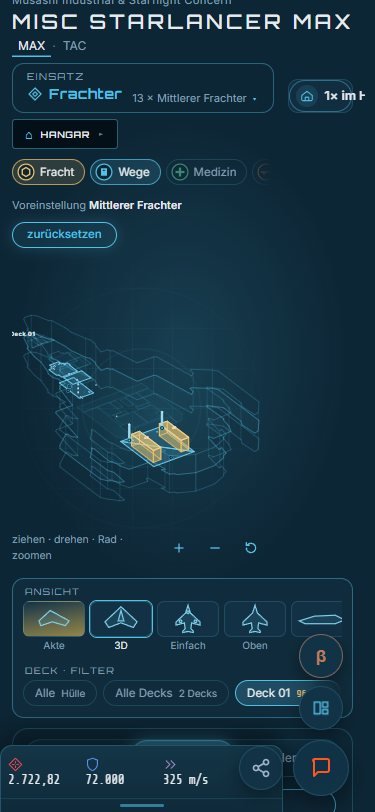 Musashi Industrial & Starflight Concern
MISC STARLANCER MAX
MAX · TAC
EINSATZ
Frachter 13 × Mittlerer Frachter
1× im H
HANGAR
Fracht Wege Medizin
Voreinstellung Mittlerer Frachter
zurücksetzen
Deck 01
ziehen · drehen · Rad ·
zoomen
ANSICHT
Akte 3D Einfach Oben
DECK · FILTER
Alle Hülle Alle Decks 2 Decks Deck 01
β
2.722,82 72.000 325 m/s